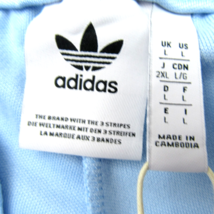 adidas
THE BRAND WITH THE 3 STRIPES
DIE WELTMARKE MIT DEN 3 STREIFEN
LA MARQUE AUX 3 BANDES
UK US
L L
J CDN
2XL L/G
D F
L L
E I
L L
MADE IN
CAMBODIA